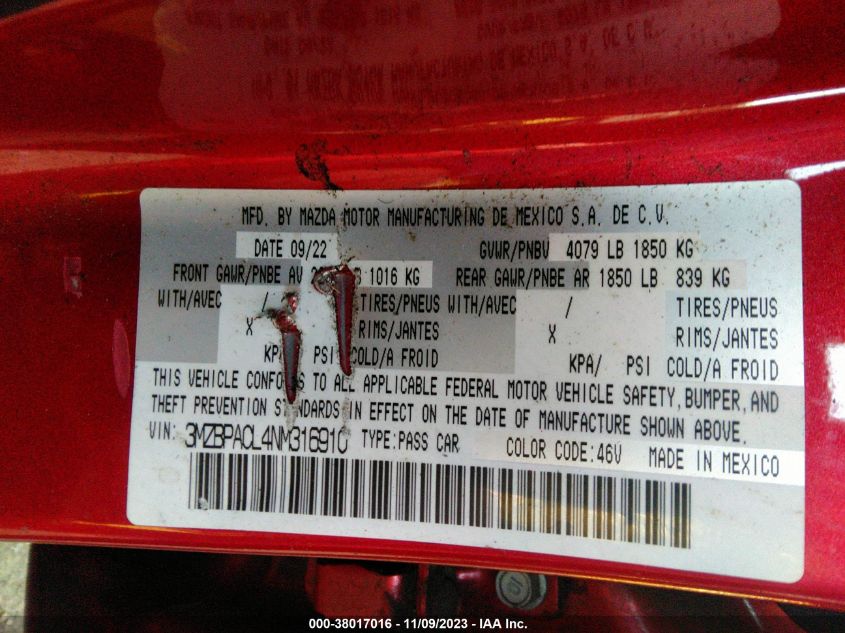 MFD. BY MAZDA MOTOR MANUFACTURING DE MEXICO S.A. DE C.V.
DATE 09/22 GVWR/PNBV 4079 LB 1850 KG
FRONT GAWR/PNBE AV 1016 KG REAR GAWR/PNBE AR 1850 LB 839 KG
WITH/AVEC / TIRES/PNEUS WITH/AVEC / TIRES/PNEUS
X RIMS/JANTES X RIMS/JANTES
KPA/ PSI COLD/A FROID KPA/ PSI COLD/A FROID
THIS VEHICLE CONFORMS TO ALL APPLICABLE FEDERAL MOTOR VEHICLE SAFETY, BUMPER, AND
THEFT PREVENTION STANDARDS IN EFFECT ON THE DATE OF MANUFACTURE SHOWN ABOVE.
VIN: 3MZBPACL4NM316910 TYPE:PASS CAR COLOR CODE:46V MADE IN MEXICO
000-38017016 - 11/09/2023 - IAA Inc.